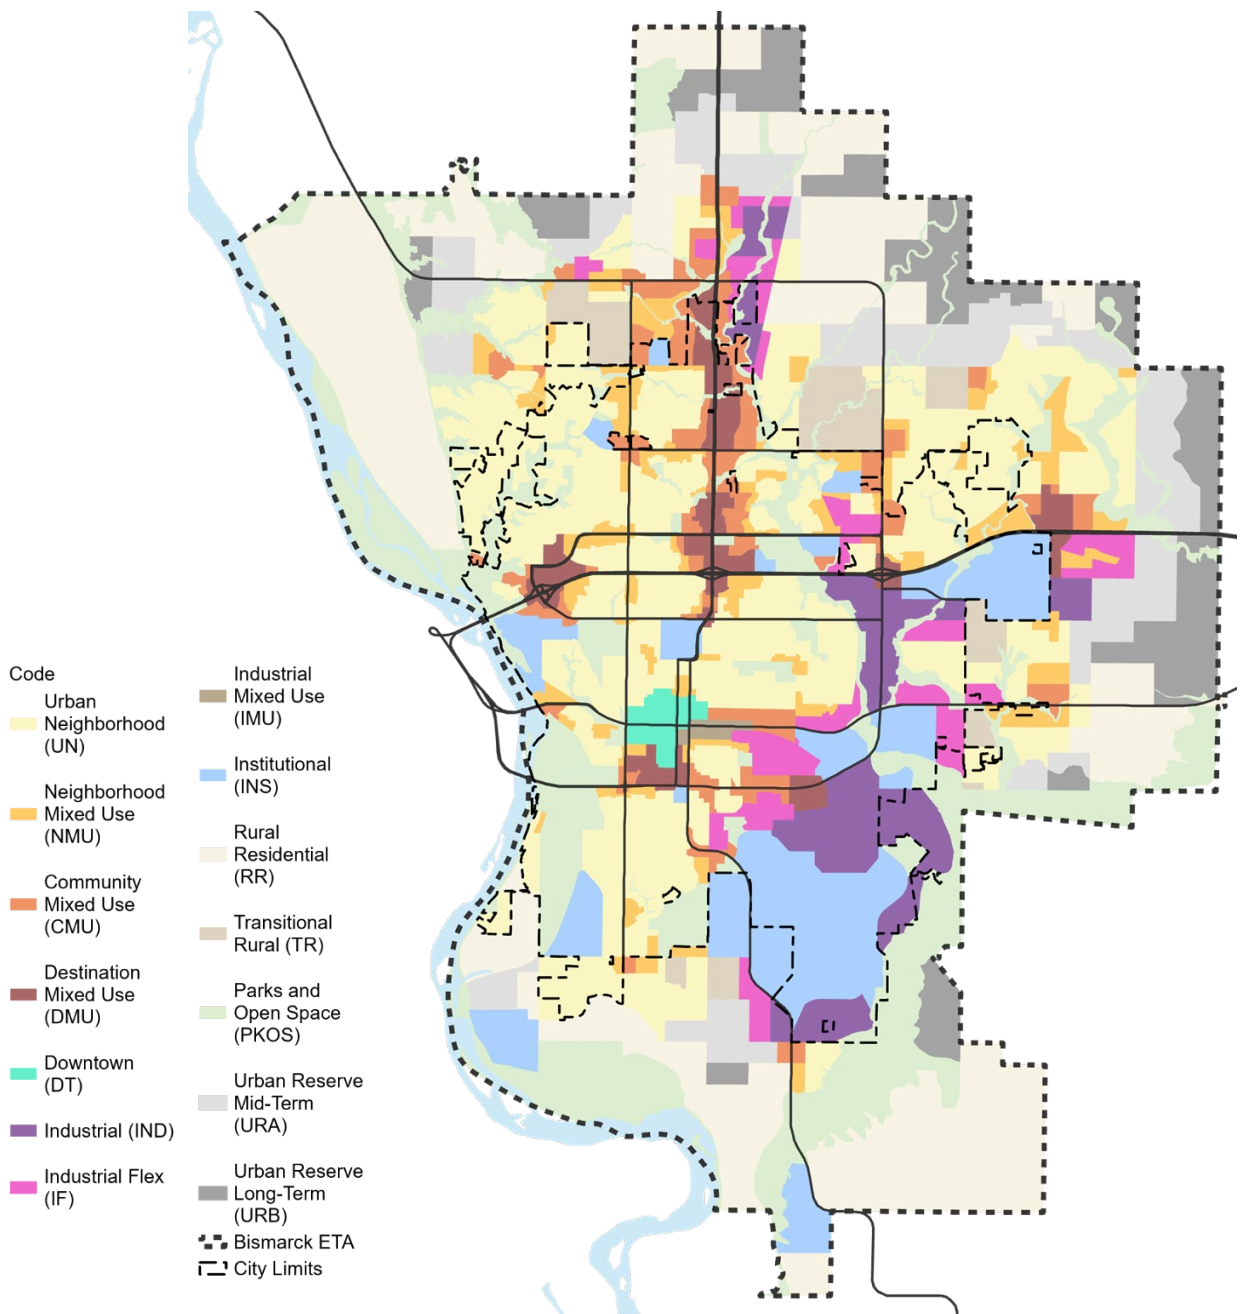 Code
Urban
Neighborhood
(UN)
Neighborhood
Mixed Use
(NMU)
Community
Mixed Use
(CMU)
Destination
Mixed Use
(DMU)
Downtown
(DT)
Industrial (IND)
Industrial Flex
(IF)
Industrial
Mixed Use
(IMU)
Institutional
(INS)
Rural
Residential
(RR)
Transitional
Rural (TR)
Parks and
Open Space
(PKOS)
Urban Reserve
Mid-Term
(URA)
Urban Reserve
Long-Term
(URB)
Bismarck ETA
City Limits